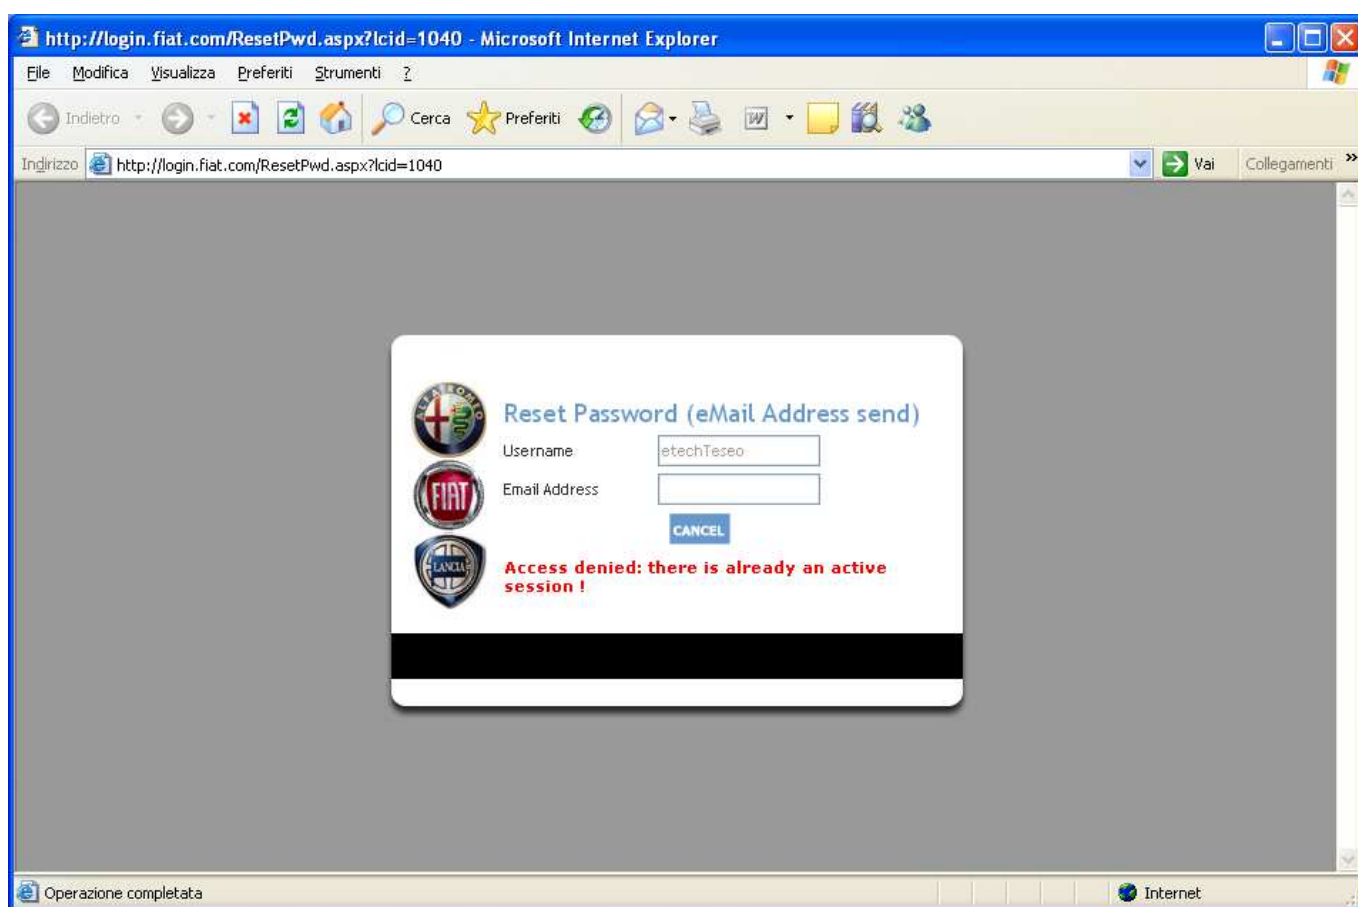 http://login.fiat.com/ResetPwd.aspx?lcid=1040 - Microsoft Internet Explorer
File Modifica Visualizza Preferiti Strumenti ?
Indietro Cerca Preferiti W
Indirizzo http://login.fiat.com/ResetPwd.aspx?lcid=1040 Vai Collegamenti »
ALFA ROMEO
Reset Password (eMail Address send)
Username etechTeseo
FIAT
Email Address
CANCEL
LANCIA
Access denied: there is already an active
session !
Operazione completata Internet